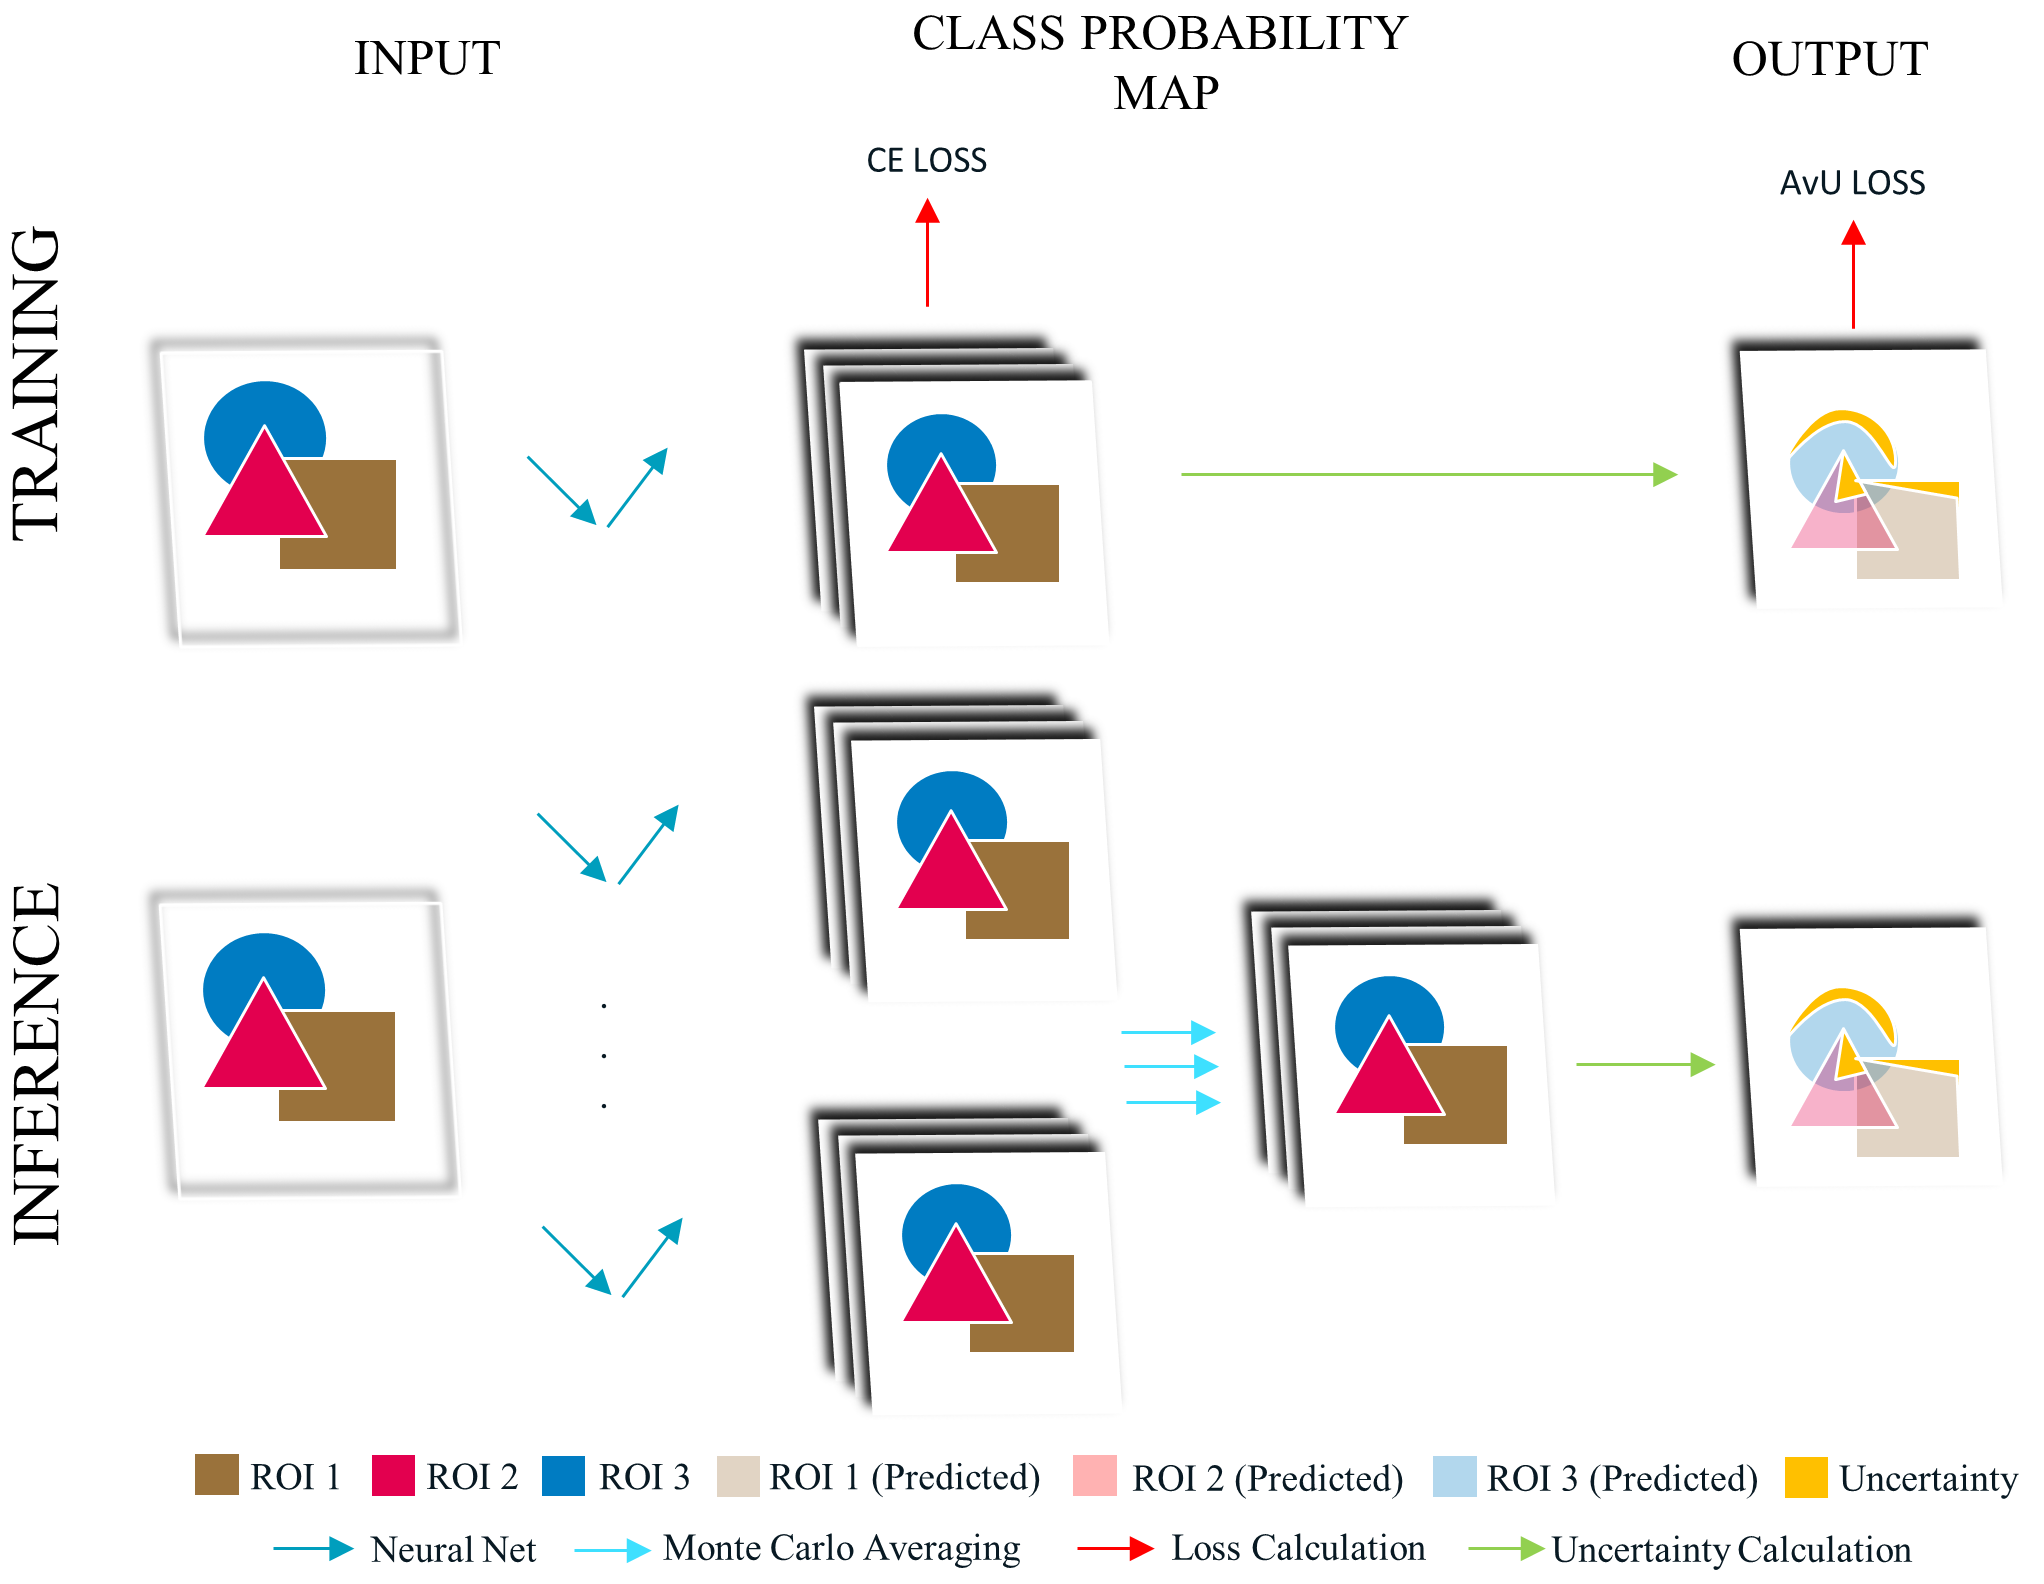 INPUT
CLASS PROBABILITY
MAP
OUTPUT
CE LOSS
AvU LOSS
TRAINING
INFERENCE
ROI 1
ROI 2
ROI 3
ROI 1 (Predicted)
ROI 2 (Predicted)
ROI 3 (Predicted)
Uncertainty
Neural Net
Monte Carlo Averaging
Loss Calculation
Uncertainty Calculation